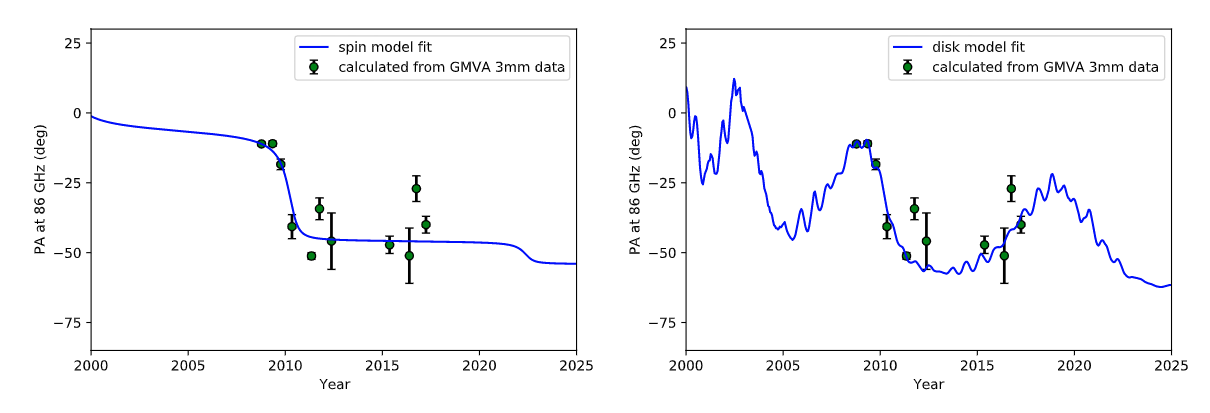 spin model fit
calculated from GMVA 3mm data
25
0
−25
−50
−75
PA at 86 GHz (deg)
2000 2005 2010 2015 2020 2025
Year
disk model fit
calculated from GMVA 3mm data
25
0
−25
−50
−75
PA at 86 GHz (deg)
2000 2005 2010 2015 2020 2025
Year